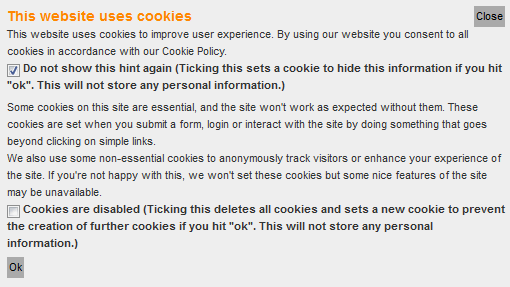 This website uses cookies
Close
This website uses cookies to improve user experience. By using our website you consent to all
cookies in accordance with our Cookie Policy.
Do not show this hint again (Ticking this sets a cookie to hide this information if you hit
"ok". This will not store any personal information.)
Some cookies on this site are essential, and the site won't work as expected without them. These
cookies are set when you submit a form, login or interact with the site by doing something that goes
beyond clicking on simple links.
We also use some non-essential cookies to anonymously track visitors or enhance your experience of
the site. If you're not happy with this, we won't set these cookies but some nice features of the site
may be unavailable.
Cookies are disabled (Ticking this deletes all cookies and sets a new cookie to prevent
the creation of further cookies if you hit "ok". This will not store any personal
information.)
Ok